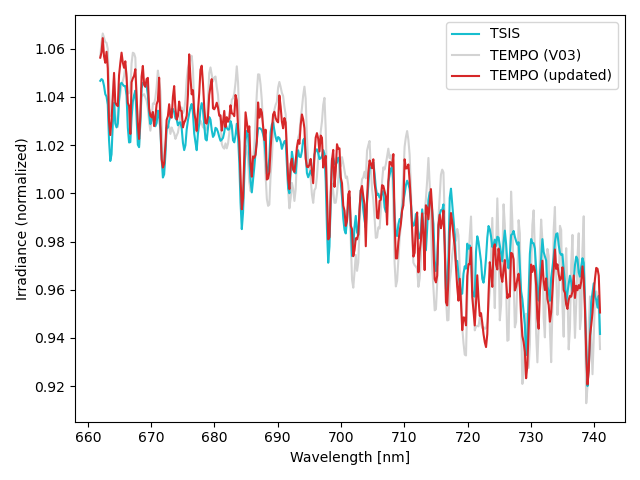 TSIS
TEMPO (V03)
TEMPO (updated)
1.06
1.04
1.02
1.00
0.98
0.96
0.94
0.92
Irradiance (normalized)
660 670 680 690 700 710 720 730 740
Wavelength [nm]